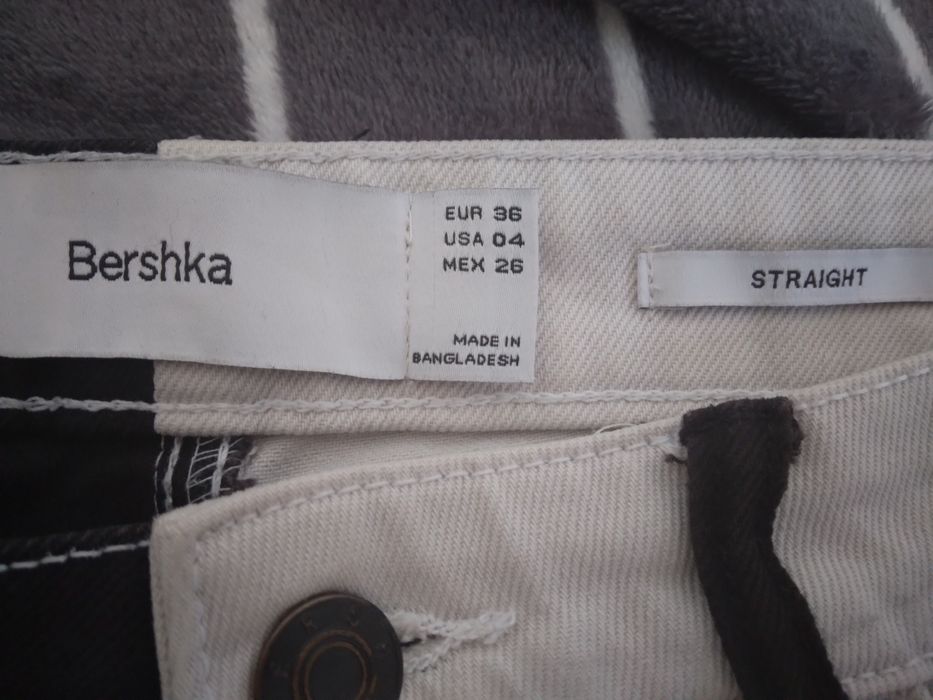 Bershka
EUR 36
USA 04
MEX 26
MADE IN
BANGLADESH
STRAIGHT